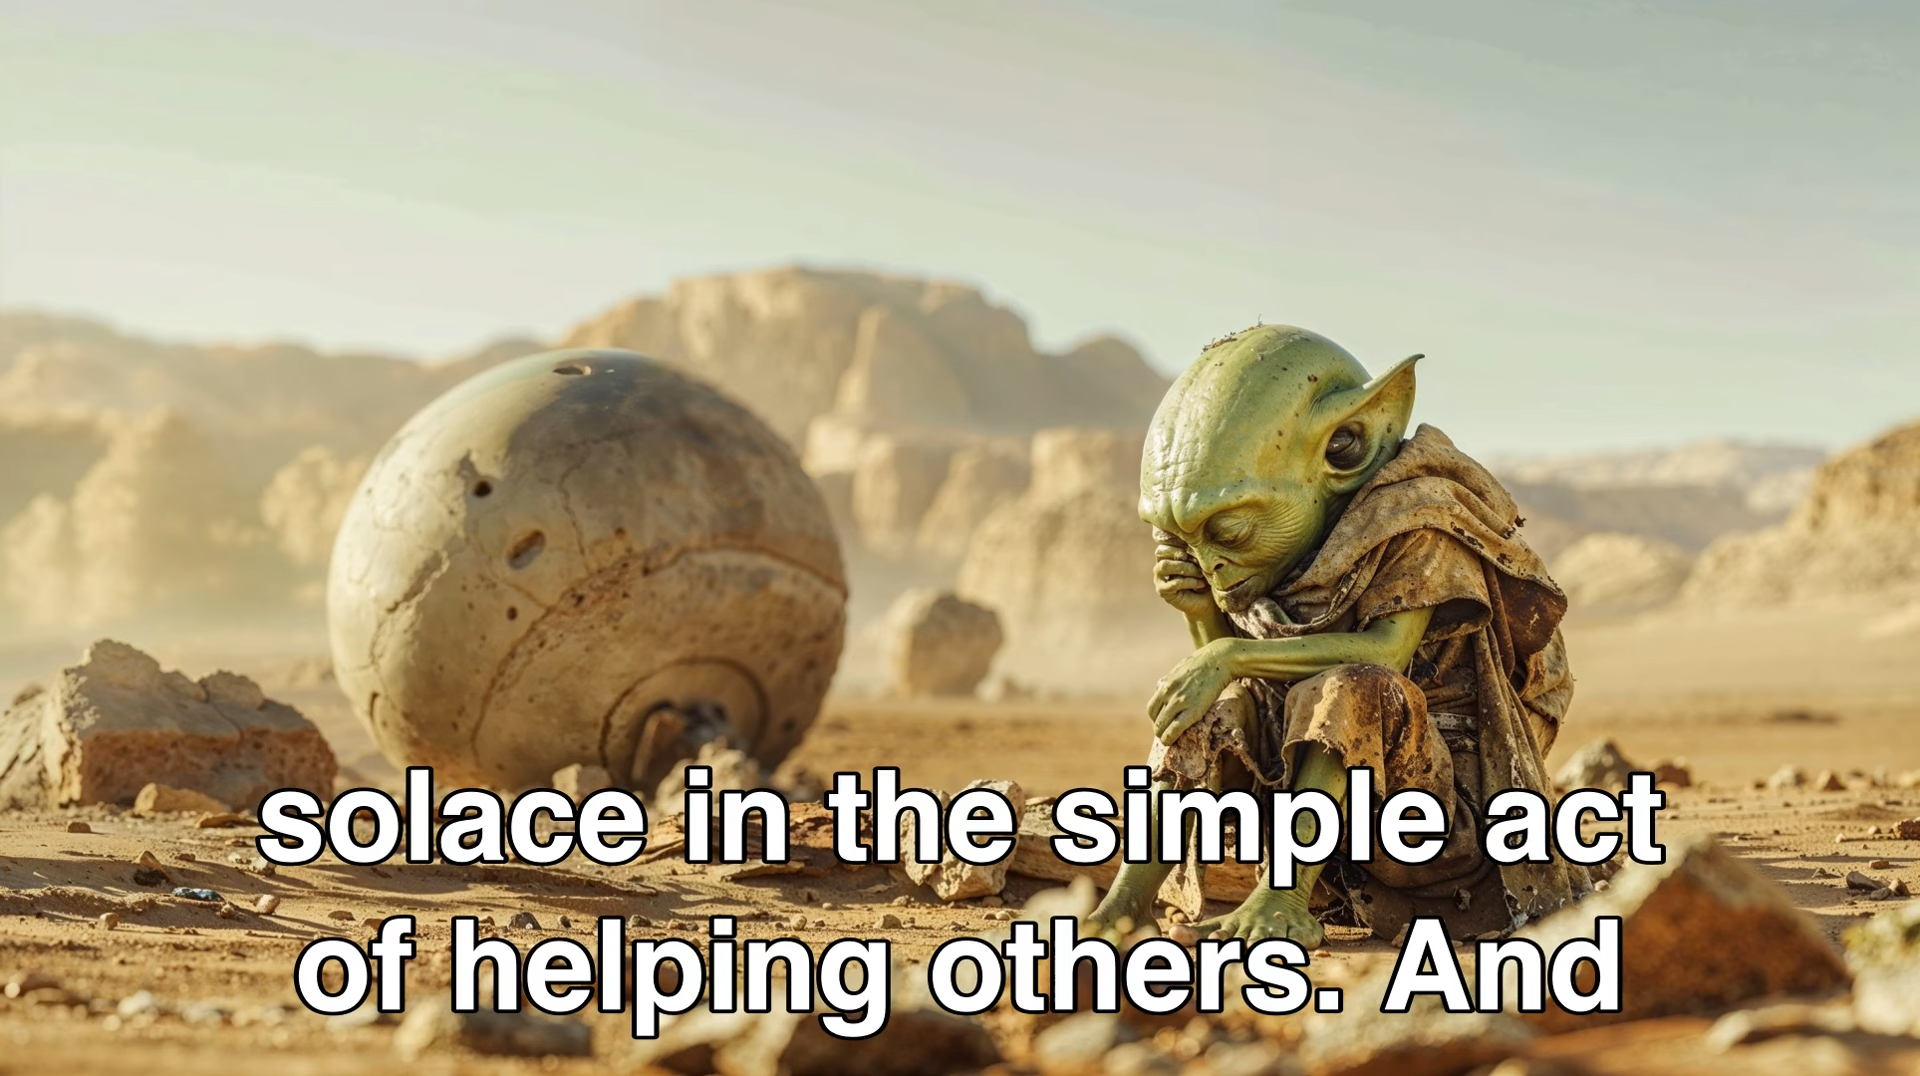 solace in the simple act
of helping others. And